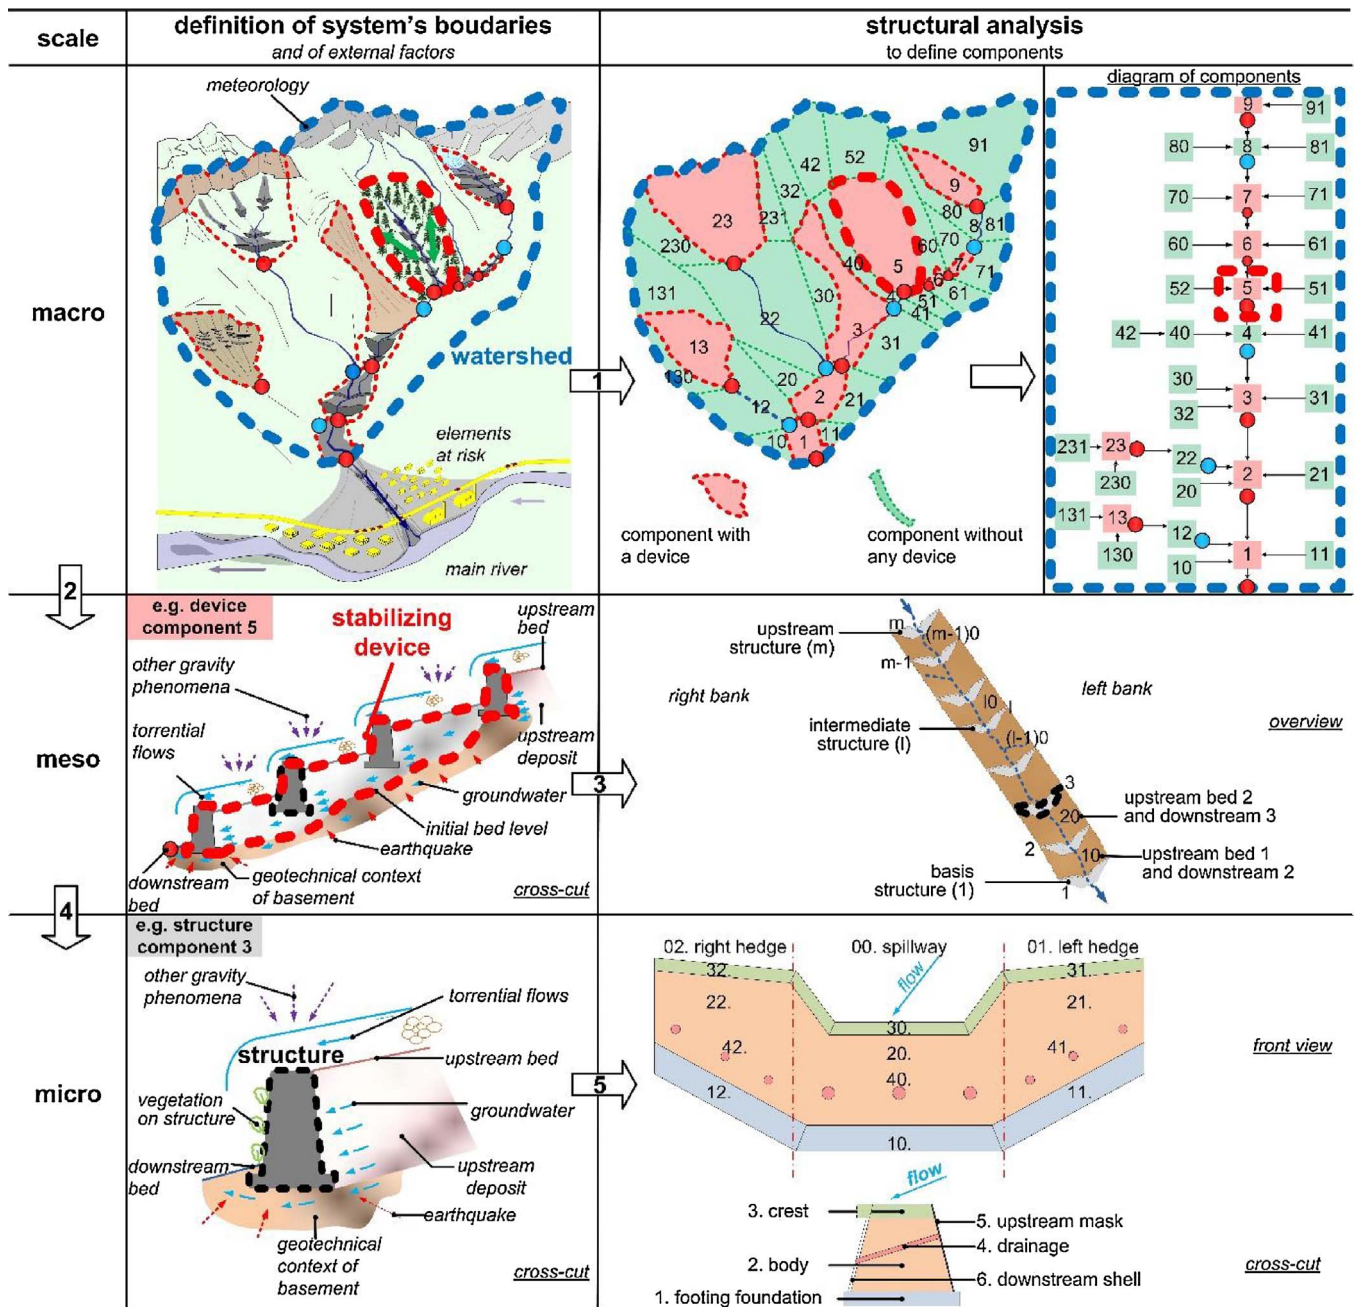 scale
definition of system's boudaries
and of external factors
structural analysis
to define components
macro
meteorology
watershed
elements
at risk
main river
1
91
52
42
32
23
23
230
131
13
130
12
22
30
20
40
9
80
8
81
70
60
7
71
6
61
5
51
4
41
3
31
2
21
10
1
11
component with
a device
component without
any device
diagram of components
9
91
80
8
81
70
7
71
60
6
61
52
5
51
42
40
4
41
30
3
31
32
231
23
22
2
21
230
20
131
13
12
1
11
130
10
2
meso
e.g. device
component 5
stabilizing
device
upstream
bed
other gravity
phenomena
torrential
flows
upstream
deposit
groundwater
initial bed level
earthquake
geotechnical context
of basement
downstream
bed
cross-cut
3
upstream
structure (m)
m
(m-1)0
m-1
right bank
left bank
l0
l
intermediate
structure (l)
(l-1)0
overview
3
20
upstream bed 2
and downstream 3
2
10
upstream bed 1
and downstream 2
basis
structure (1)
1
4
micro
e.g. structure
component 3
other gravity
phenomena
torrential flows
structure
upstream bed
vegetation
on structure
groundwater
downstream
bed
upstream
deposit
earthquake
geotechnical
context of
basement
cross-cut
5
02. right hedge
00. spillway
01. left hedge
flow
32.
31.
22.
30.
21.
42.
20.
41.
40.
12.
11.
10.
front view
flow
3. crest
5. upstream mask
4. drainage
2. body
6. downstream shell
1. footing foundation
cross-cut